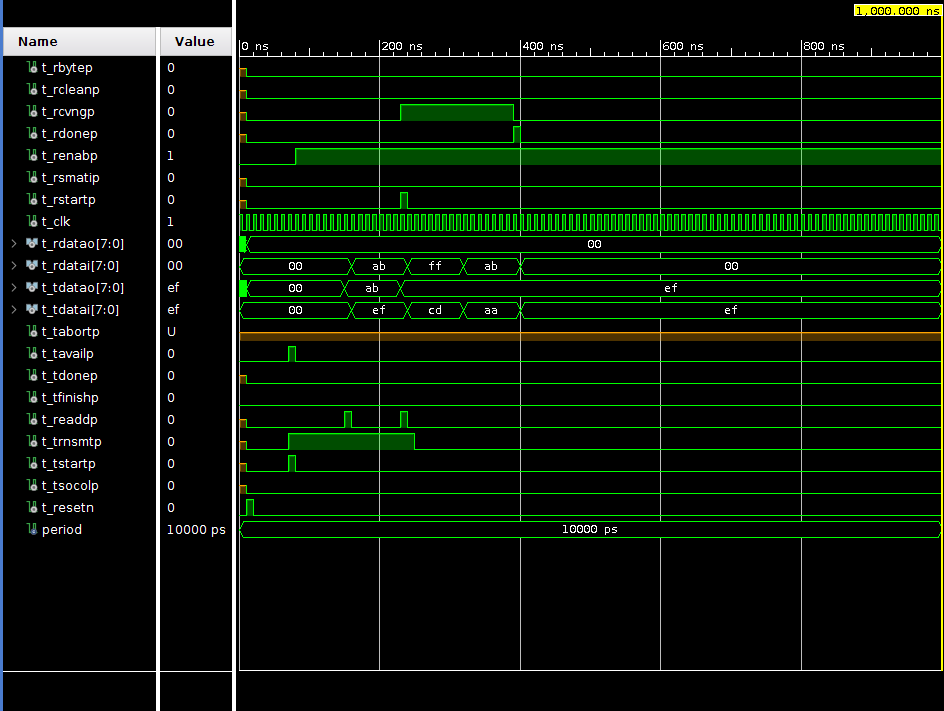 1,000.000 ns
Name Value 0 ns 200 ns 400 ns 600 ns 800 ns
t_rbytep 0
t_rcleanp 0
t_rcvngp 0
t_rdonep 0
t_renabp 1
t_rsmatip 0
t_rstartp 0
t_clk 1
t_rdatao[7:0] 00 00
t_rdatai[7:0] 00 00 ab ff ab 00
t_tdatao[7:0] ef 00 ab ef
t_tdatai[7:0] ef 00 ef cd aa ef
t_tabortp U
t_tavailp 0
t_tdonep 0
t_tfinishp 0
t_readdp 0
t_trnsmtp 0
t_tstartp 0
t_tsocolp 0
t_resetn 0
period 10000 ps 10000 ps